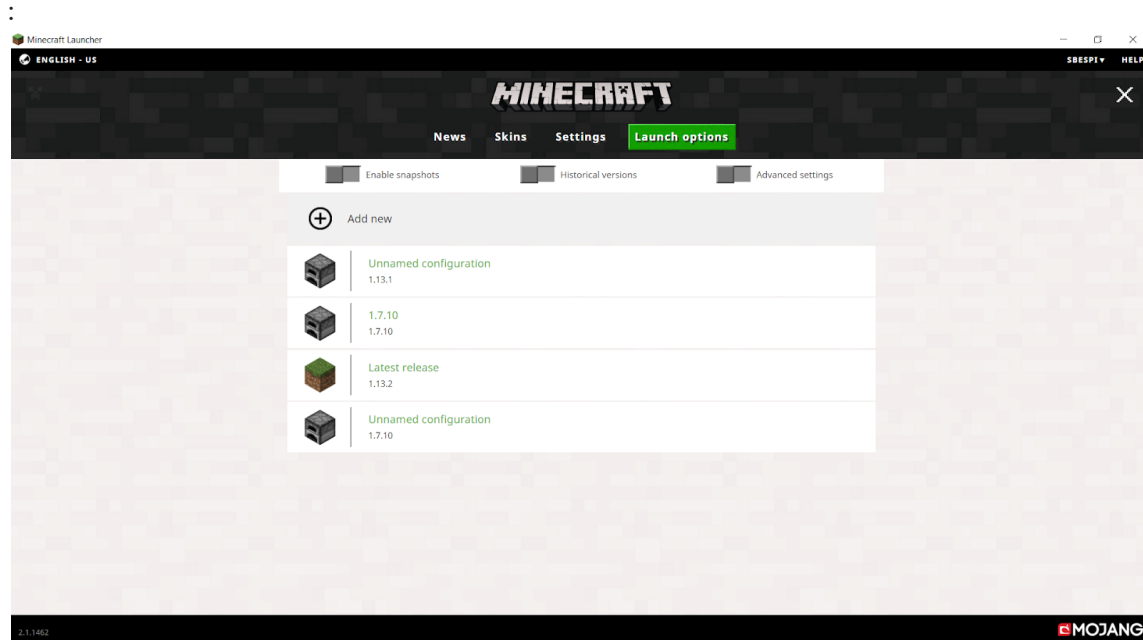 :
Minecraft Launcher
ENGLISH - US
SBESPI▾ HELP
MINECRAFT
News Skins Settings Launch options
Enable snapshots Historical versions Advanced settings
Add new
Unnamed configuration
1.13.1
1.7.10
1.7.10
Latest release
1.13.2
Unnamed configuration
1.7.10
2.1.1462
MOJANG